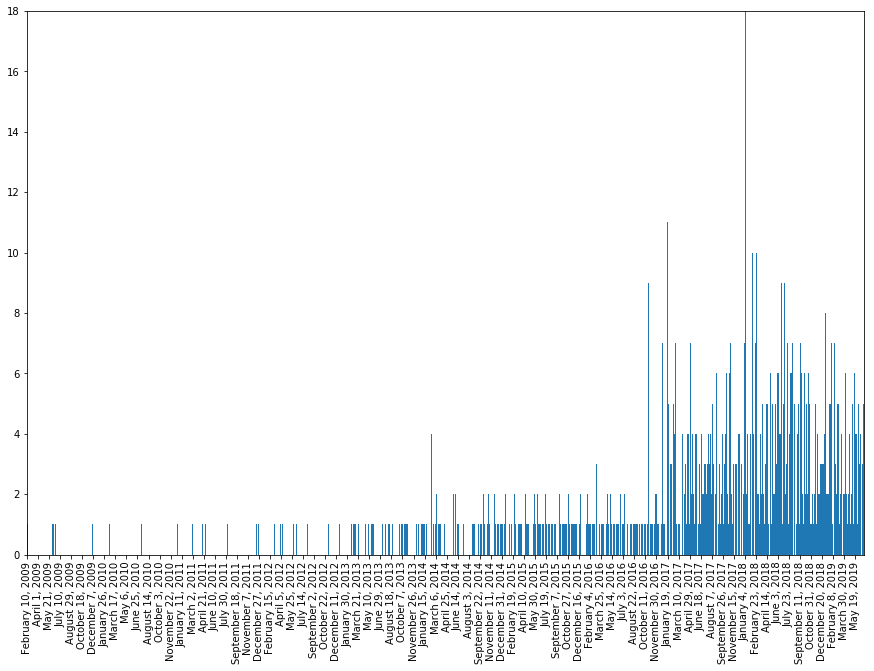 18
16
14
12
10
8
6
4
2
0
February 10, 2009
April 1, 2009
May 21, 2009
July 10, 2009
August 29, 2009
October 18, 2009
December 7, 2009
January 26, 2010
March 17, 2010
May 6, 2010
June 25, 2010
August 14, 2010
October 3, 2010
November 22, 2010
January 11, 2011
March 2, 2011
April 21, 2011
June 10, 2011
July 30, 2011
September 18, 2011
November 7, 2011
December 27, 2011
February 15, 2012
April 5, 2012
May 25, 2012
July 14, 2012
September 2, 2012
October 22, 2012
December 11, 2012
January 30, 2013
March 21, 2013
May 10, 2013
June 29, 2013
August 18, 2013
October 7, 2013
November 26, 2013
January 15, 2014
March 6, 2014
April 25, 2014
June 14, 2014
August 3, 2014
September 22, 2014
November 11, 2014
December 31, 2014
February 19, 2015
April 10, 2015
May 30, 2015
July 19, 2015
September 7, 2015
October 27, 2015
December 16, 2015
February 4, 2016
March 25, 2016
May 14, 2016
July 3, 2016
August 22, 2016
October 11, 2016
November 30, 2016
January 19, 2017
March 10, 2017
April 29, 2017
June 18, 2017
August 7, 2017
September 26, 2017
November 15, 2017
January 4, 2018
February 23, 2018
April 14, 2018
June 3, 2018
July 23, 2018
September 11, 2018
October 31, 2018
December 20, 2018
February 8, 2019
March 30, 2019
May 19, 2019